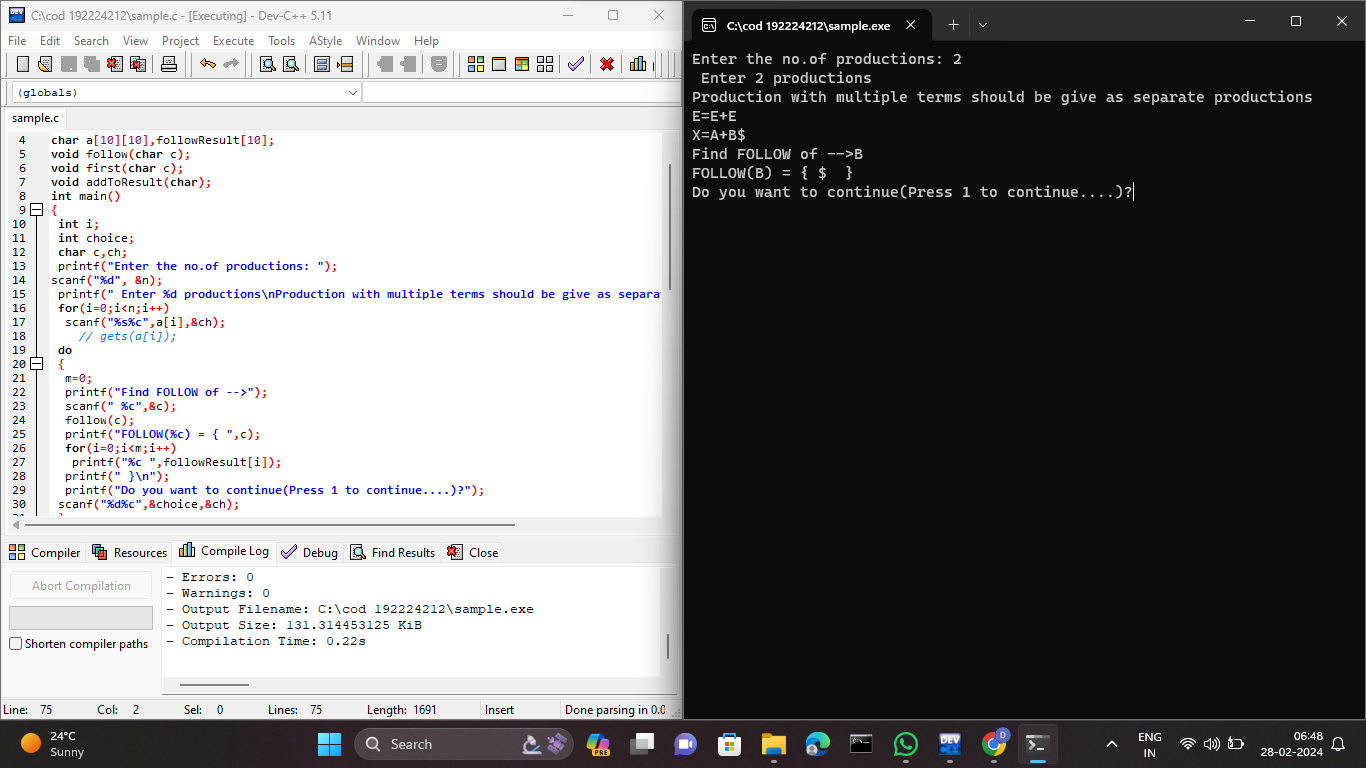 C:\cod 192224212\sample.c - [Executing] - Dev-C++ 5.11
File Edit Search View Project Execute Tools AStyle Window Help
(globals)
sample.c
4 char a[10][10],followResult[10];
5 void follow(char c);
6 void first(char c);
7 void addToResult(char);
8 int main()
9 {
10 int i;
11 int choice;
12 char c,ch;
13 printf("Enter the no.of productions: ");
14 scanf("%d", &n);
15 printf(" Enter %d productions\nProduction with multiple terms should be give as separa
16 for(i=0;i<n;i++)
17 scanf("%s%c",a[i],&ch);
18 // gets(a[i]);
19 do
20 {
21 m=0;
22 printf("Find FOLLOW of -->");
23 scanf(" %c",&c);
24 follow(c);
25 printf("FOLLOW(%c) = { ",c);
26 for(i=0;i<m;i++)
27 printf("%c ",followResult[i]);
28 printf(" }\n");
29 printf("Do you want to continue(Press 1 to continue....)?");
30 scanf("%d%c",&choice,&ch);
Compiler Resources Compile Log Debug Find Results Close
Abort Compilation
Shorten compiler paths
- Errors: 0
- Warnings: 0
- Output Filename: C:\cod 192224212\sample.exe
- Output Size: 131.314453125 KiB
- Compilation Time: 0.22s
Line: 75 Col: 2 Sel: 0 Lines: 75 Length: 1691 Insert Done parsing in 0.0
C:\cod 192224212\sample.exe
Enter the no.of productions: 2
Enter 2 productions
Production with multiple terms should be give as separate productions
E=E+E
X=A+B$
Find FOLLOW of -->B
FOLLOW(B) = { $  }
Do you want to continue(Press 1 to continue....)?
24°C
Sunny
Search
PRE
DEV
D
ENG
IN
06:48
28-02-2024